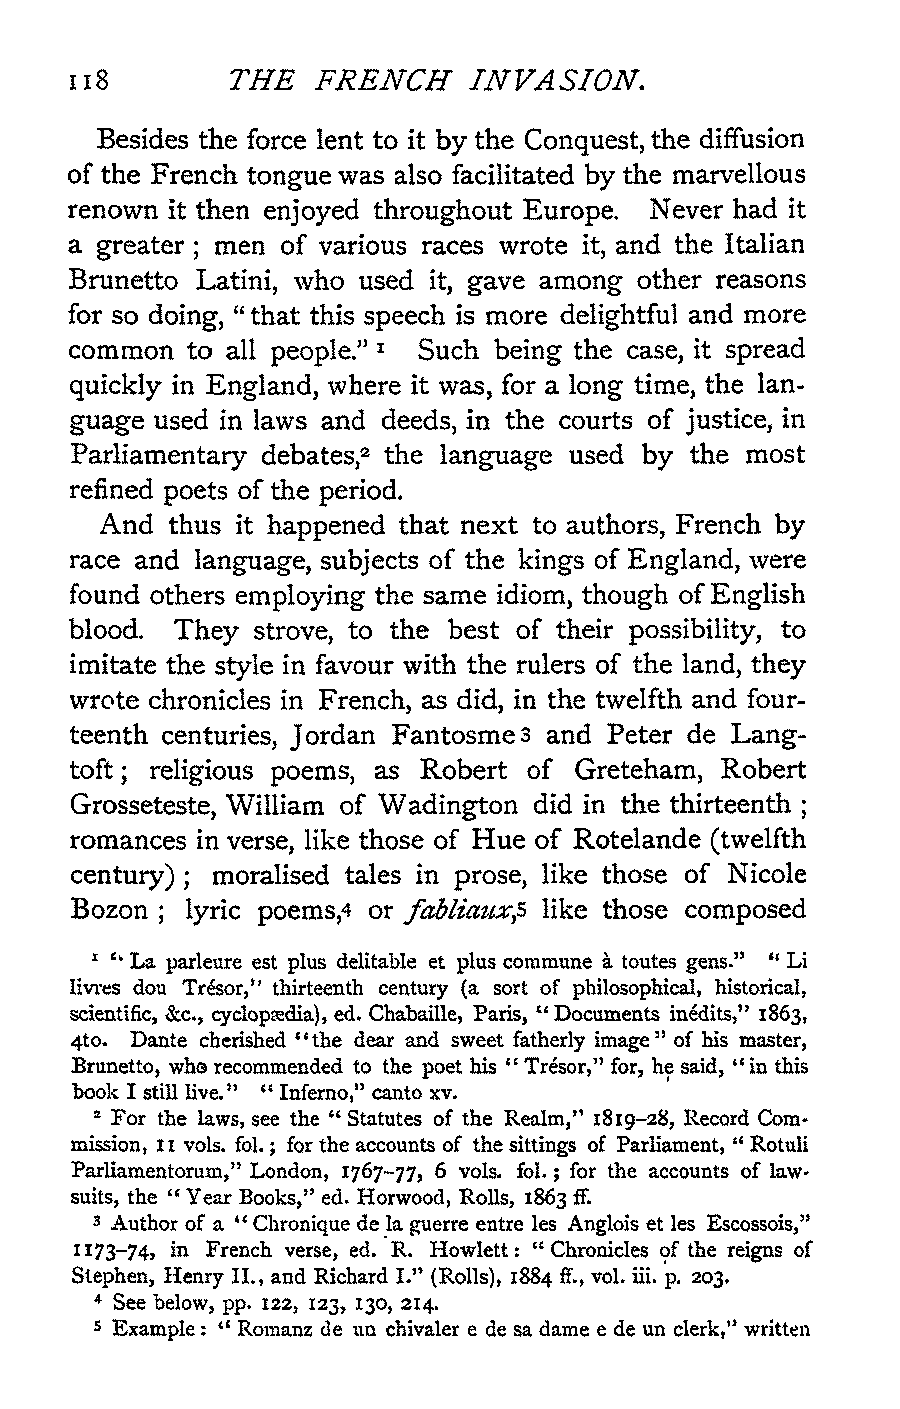 118 THE FRENCH INVASION.
Besides the force lent to it by the Conquest, the diffusion
of the French tongue was also facilitated by the marvellous
renown it then enjoyed throughout Europe. Never had it
a greater ; men of various races wrote it, and the Italian
Brunetto Latini, who used it, gave among other reasons
for so doing, "that this speech is more delightful and more
common to all people." ¹ Such being the case, it spread
quickly in England, where it was, for a long time, the lan-
guage used in laws and deeds, in the courts of justice, in
Parliamentary debates,² the language used by the most
refined poets of the period.
And thus it happened that next to authors, French by
race and language, subjects of the kings of England, were
found others employing the same idiom, though of English
blood. They strove, to the best of their possibility, to
imitate the style in favour with the rulers of the land, they
wrote chronicles in French, as did, in the twelfth and four-
teenth centuries, Jordan Fantosme ³ and Peter de Lang-
toft ; religious poems, as Robert of Greteham, Robert
Grosseteste, William of Wadington did in the thirteenth ;
romances in verse, like those of Hue of Rotelande (twelfth
century) ; moralised tales in prose, like those of Nicole
Bozon ; lyric poems,⁴ or fabliaux,⁵ like those composed
¹ "La parleure est plus delitable et plus commune à toutes gens." "Li
livres dou Trésor," thirteenth century (a sort of philosophical, historical,
scientific, &c., cyclopædia), ed. Chabaille, Paris, "Documents inédits," 1863,
4to. Dante cherished "the dear and sweet fatherly image" of his master,
Brunetto, who recommended to the poet his "Trésor," for, he said, "in this
book I still live." "Inferno," canto xv.
² For the laws, see the "Statutes of the Realm," 1819-28, Record Com-
mission, 11 vols. fol. ; for the accounts of the sittings of Parliament, "Rotuli
Parliamentorum," London, 1767-77, 6 vols. fol. ; for the accounts of law-
suits, the "Year Books," ed. Horwood, Rolls, 1863 ff.
³ Author of a "Chronique de la guerre entre les Anglois et les Escossois,"
1173-74, in French verse, ed. R. Howlett : "Chronicles of the reigns of
Stephen, Henry II., and Richard I." (Rolls), 1884 ff., vol. iii. p. 203.
⁴ See below, pp. 122, 123, 130, 214.
⁵ Example : "Romanz de un chivaler e de sa dame e de un clerk," written